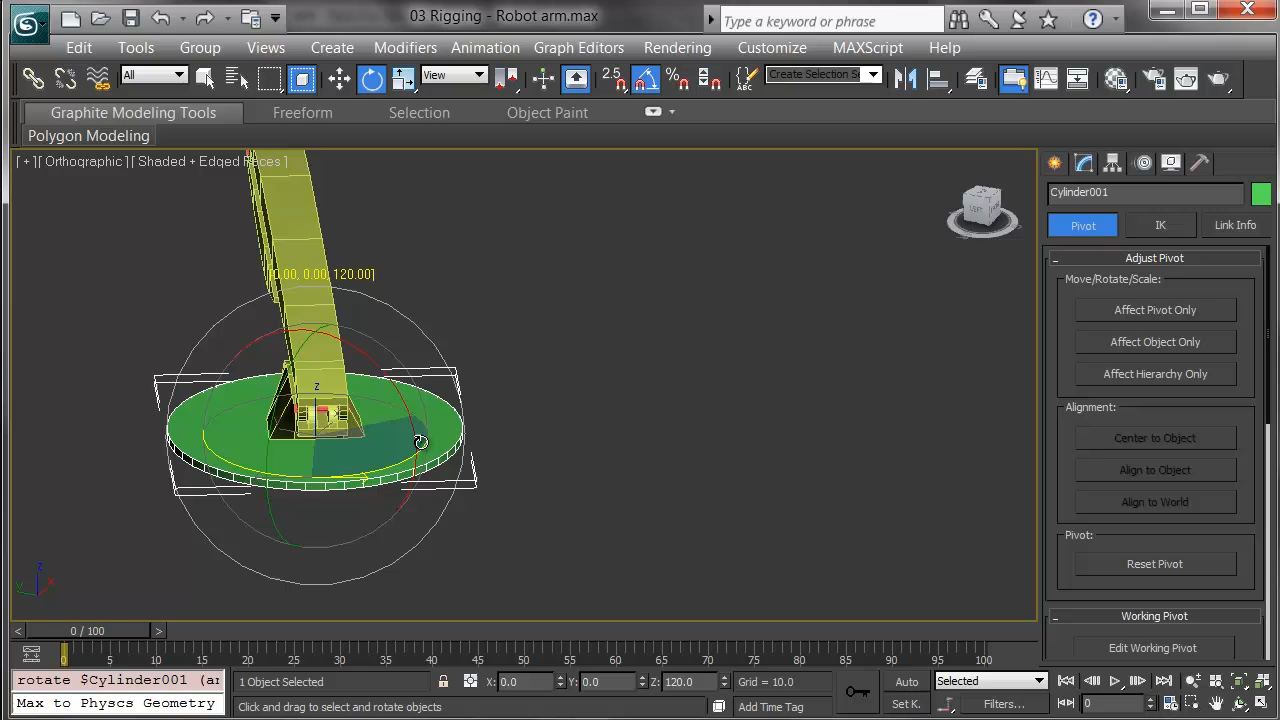 03 Rigging - Robot arm.max
Type a keyword or phrase
Edit Tools Group Views Create Modifiers Animation Graph Editors Rendering Customize MAXScript Help
All View 2.5 Create Selection Se
Graphite Modeling Tools Freeform Selection Object Paint
Polygon Modeling
[ + ][ Orthographic ][ Shaded + Edged Faces ]
Cylinder001
Pivot IK Link Info
- Adjust Pivot
Move/Rotate/Scale:
[0.00, 0.00, 120.00]
Affect Pivot Only
Affect Object Only
Affect Hierarchy Only
Alignment:
Center to Object
Align to Object
Align to World
Pivot:
Reset Pivot
- Working Pivot
Edit Working Pivot
LEFT
z
z
y x
< 0 / 100 >
0 5 10 15 20 25 30 35 40 45 50 55 60 65 70 75 80 85 90 95 100
rotate $Cylinder001 (an
1 Object Selected X: 0.0 Y: 0.0 Z: 120.0 Grid = 10.0 Auto Selected
Max to Physcs Geometry
Click and drag to select and rotate objects Add Time Tag Set K. Filters... 0